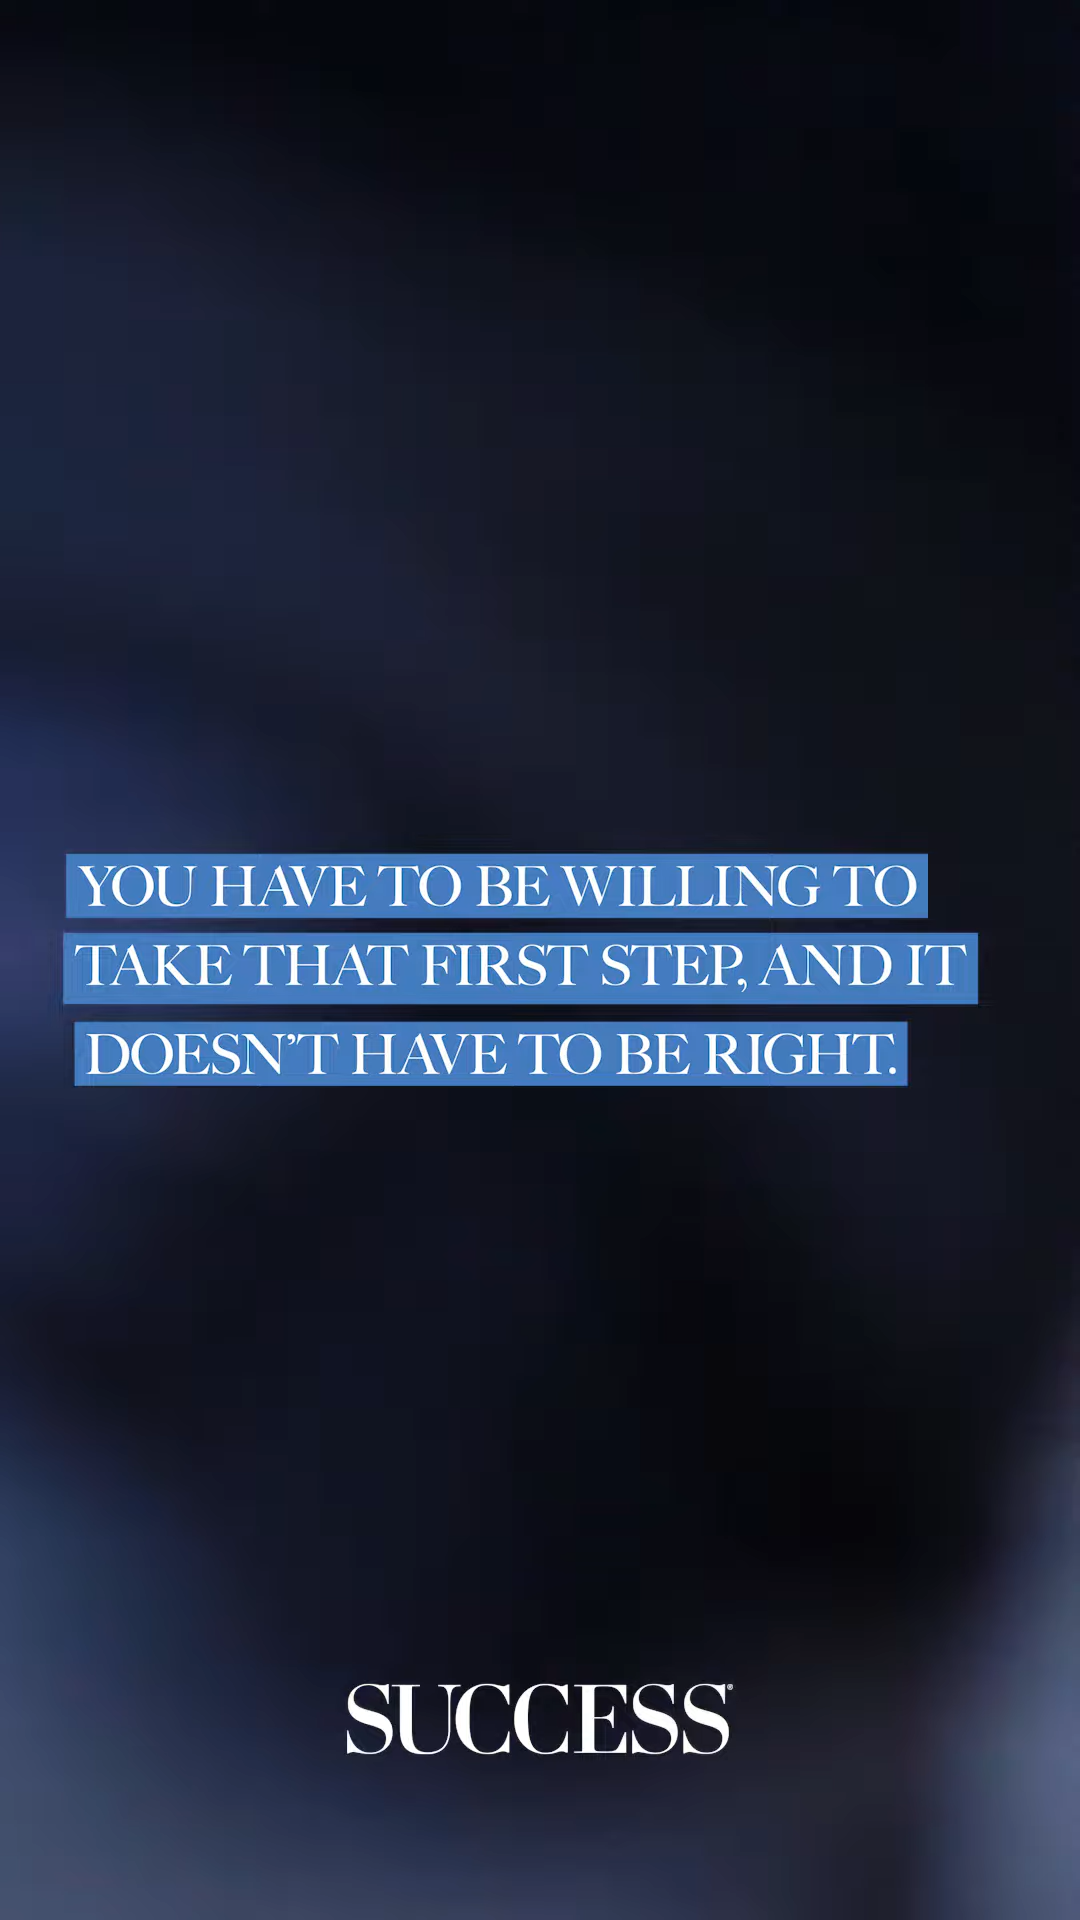 YOU HAVE TO BE WILLING TO
TAKE THAT FIRST STEP, AND IT
DOESN’T HAVE TO BE RIGHT.
SUCCESS®